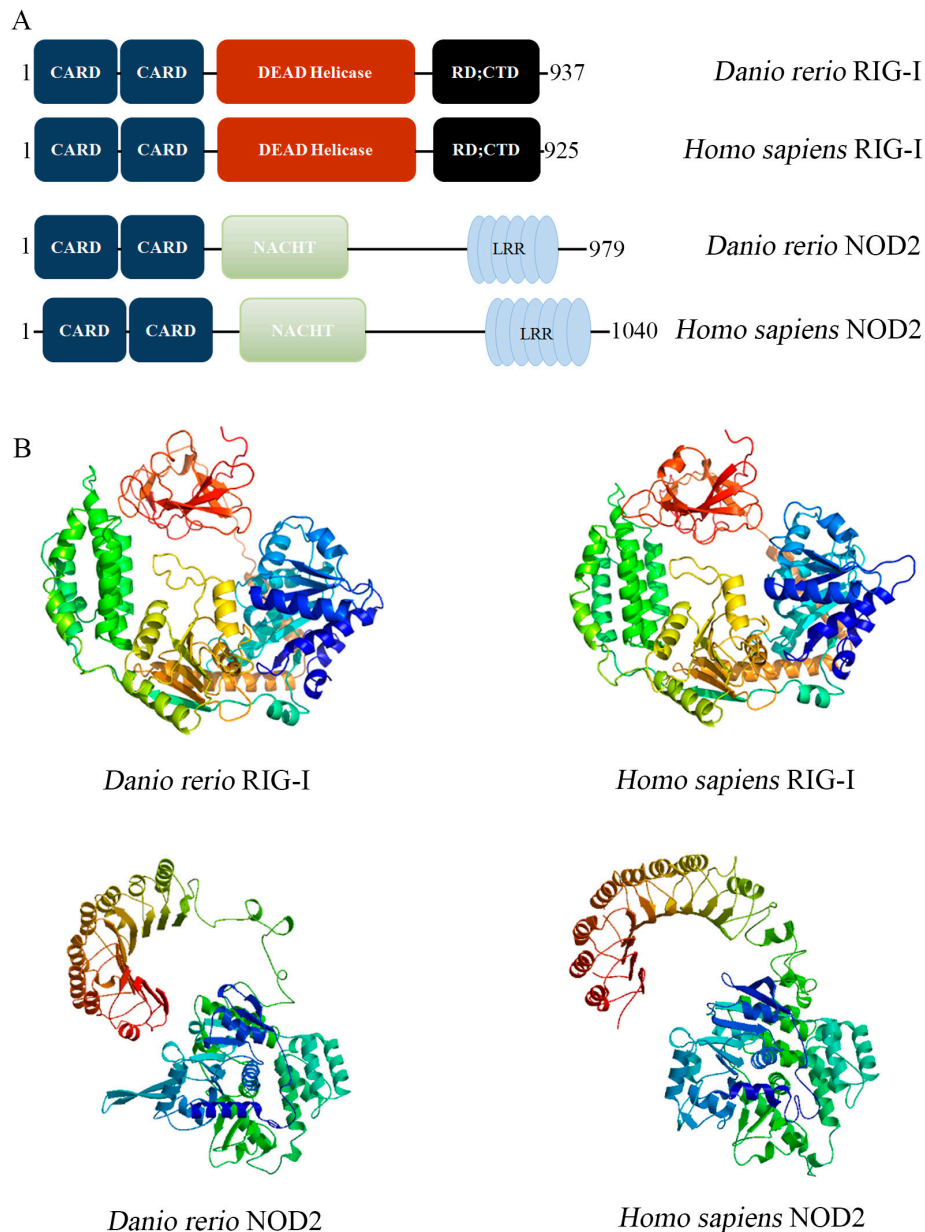 A
1 CARD CARD DEAD Helicase RD;CTD 937 Danio rerio RIG-I
1 CARD CARD DEAD Helicase RD;CTD 925 Homo sapiens RIG-I
1 CARD CARD NACHT LRR 979 Danio rerio NOD2
1 CARD CARD NACHT LRR 1040 Homo sapiens NOD2
B
Danio rerio RIG-I Homo sapiens RIG-I
Danio rerio NOD2 Homo sapiens NOD2